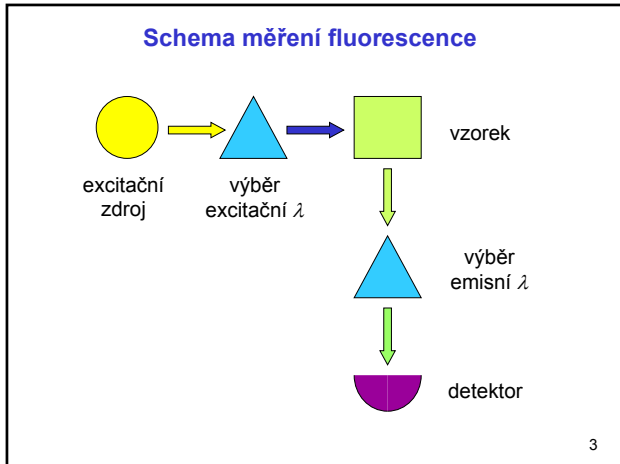 Schema měření fluorescence
vzorek
excitační
zdroj
výběr
excitační λ
výběr
emisní λ
detektor
3